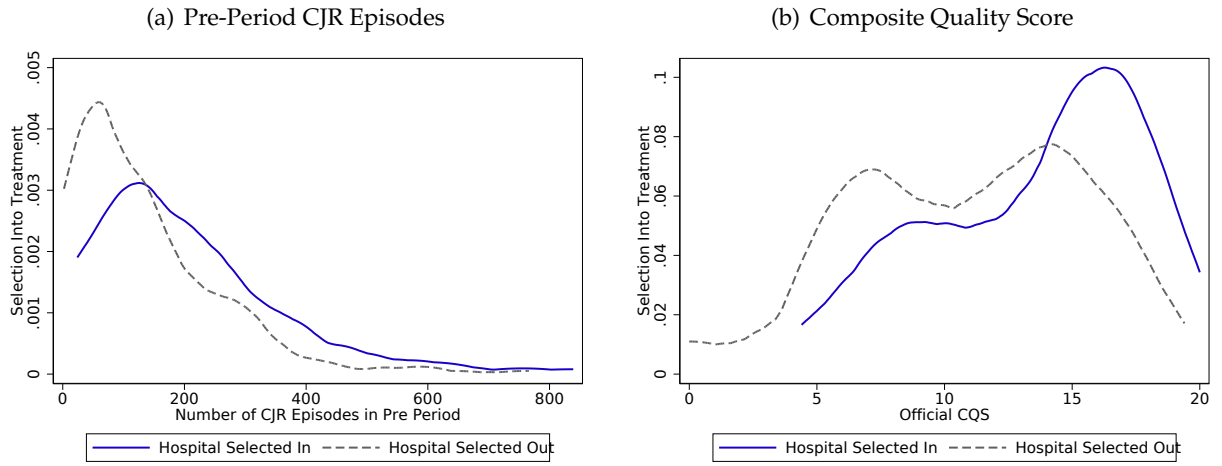 (a) Pre-Period CJR Episodes
Selection Into Treatment
0 .001 .002 .003 .004 .005
0 200 400 600 800
Number of CJR Episodes in Pre Period
Hospital Selected In Hospital Selected Out
(b) Composite Quality Score
Selection Into Treatment
0 .02 .04 .06 .08 .1
0 5 10 15 20
Official CQS
Hospital Selected In Hospital Selected Out